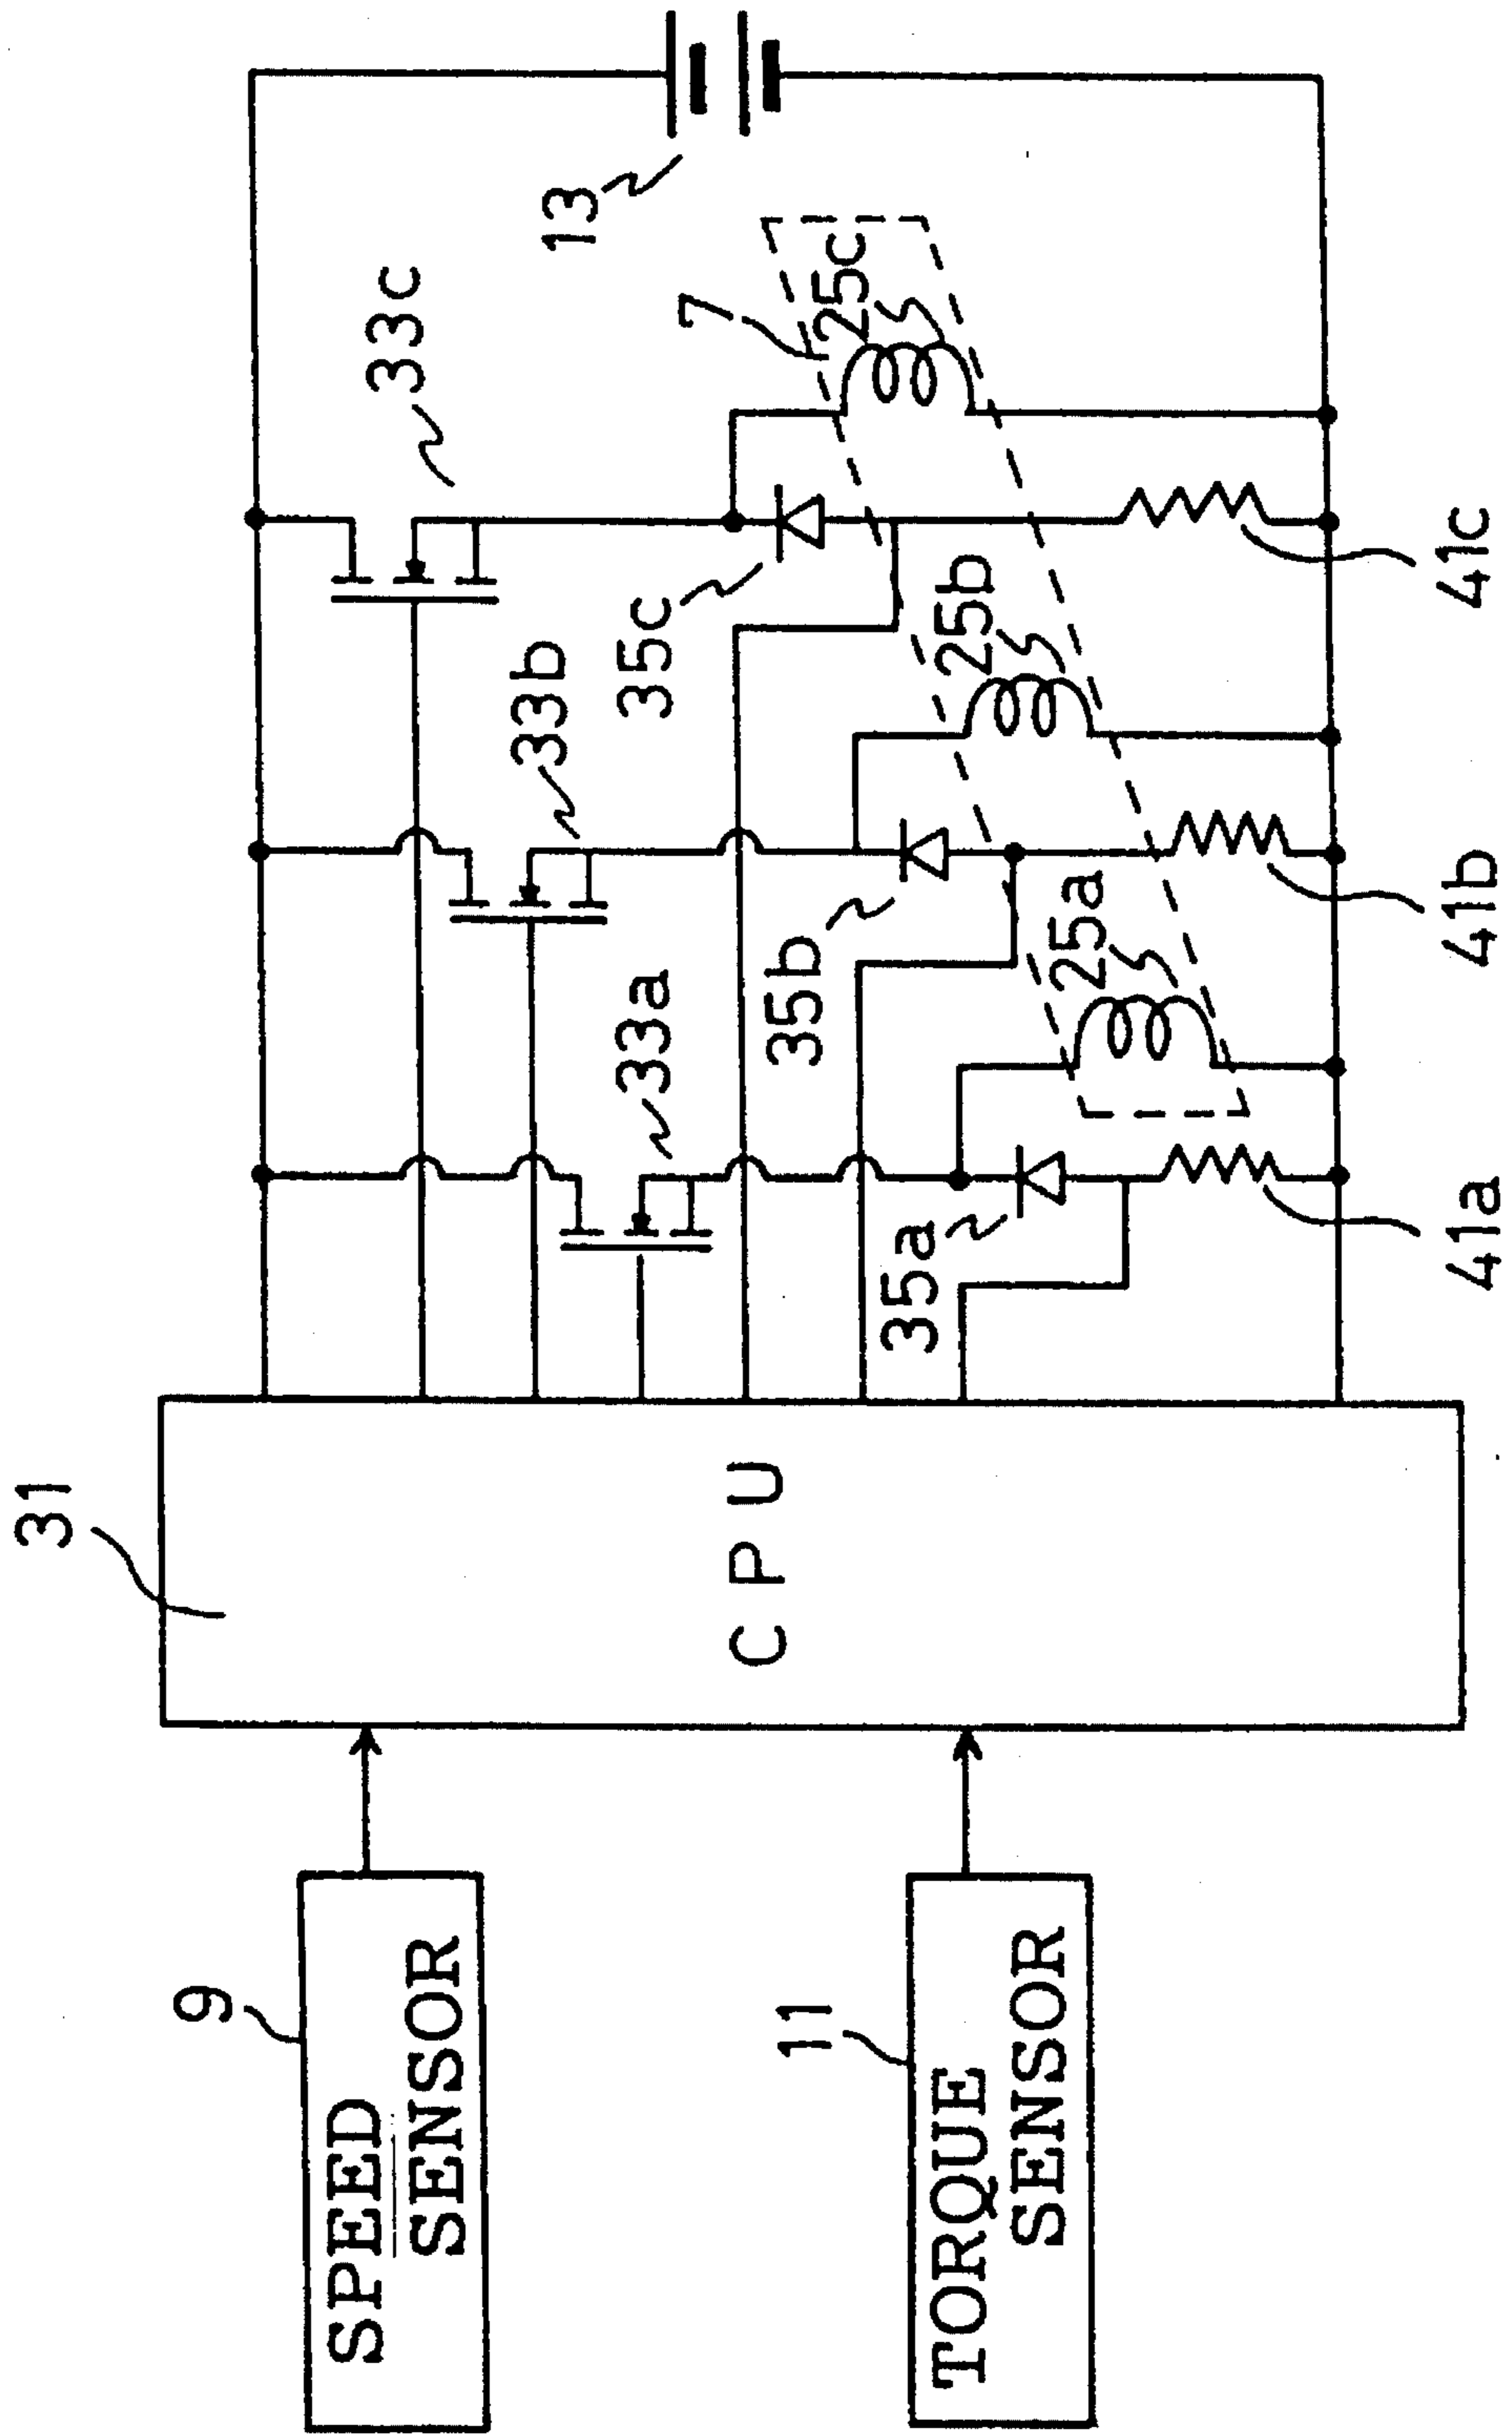 9
SPEED
SENSOR
11
TORQUE
SENSOR
31
CPU
33a
33b
33c
35a
35b
35c
25a
25b
25c
7
13
41a
41b
41c